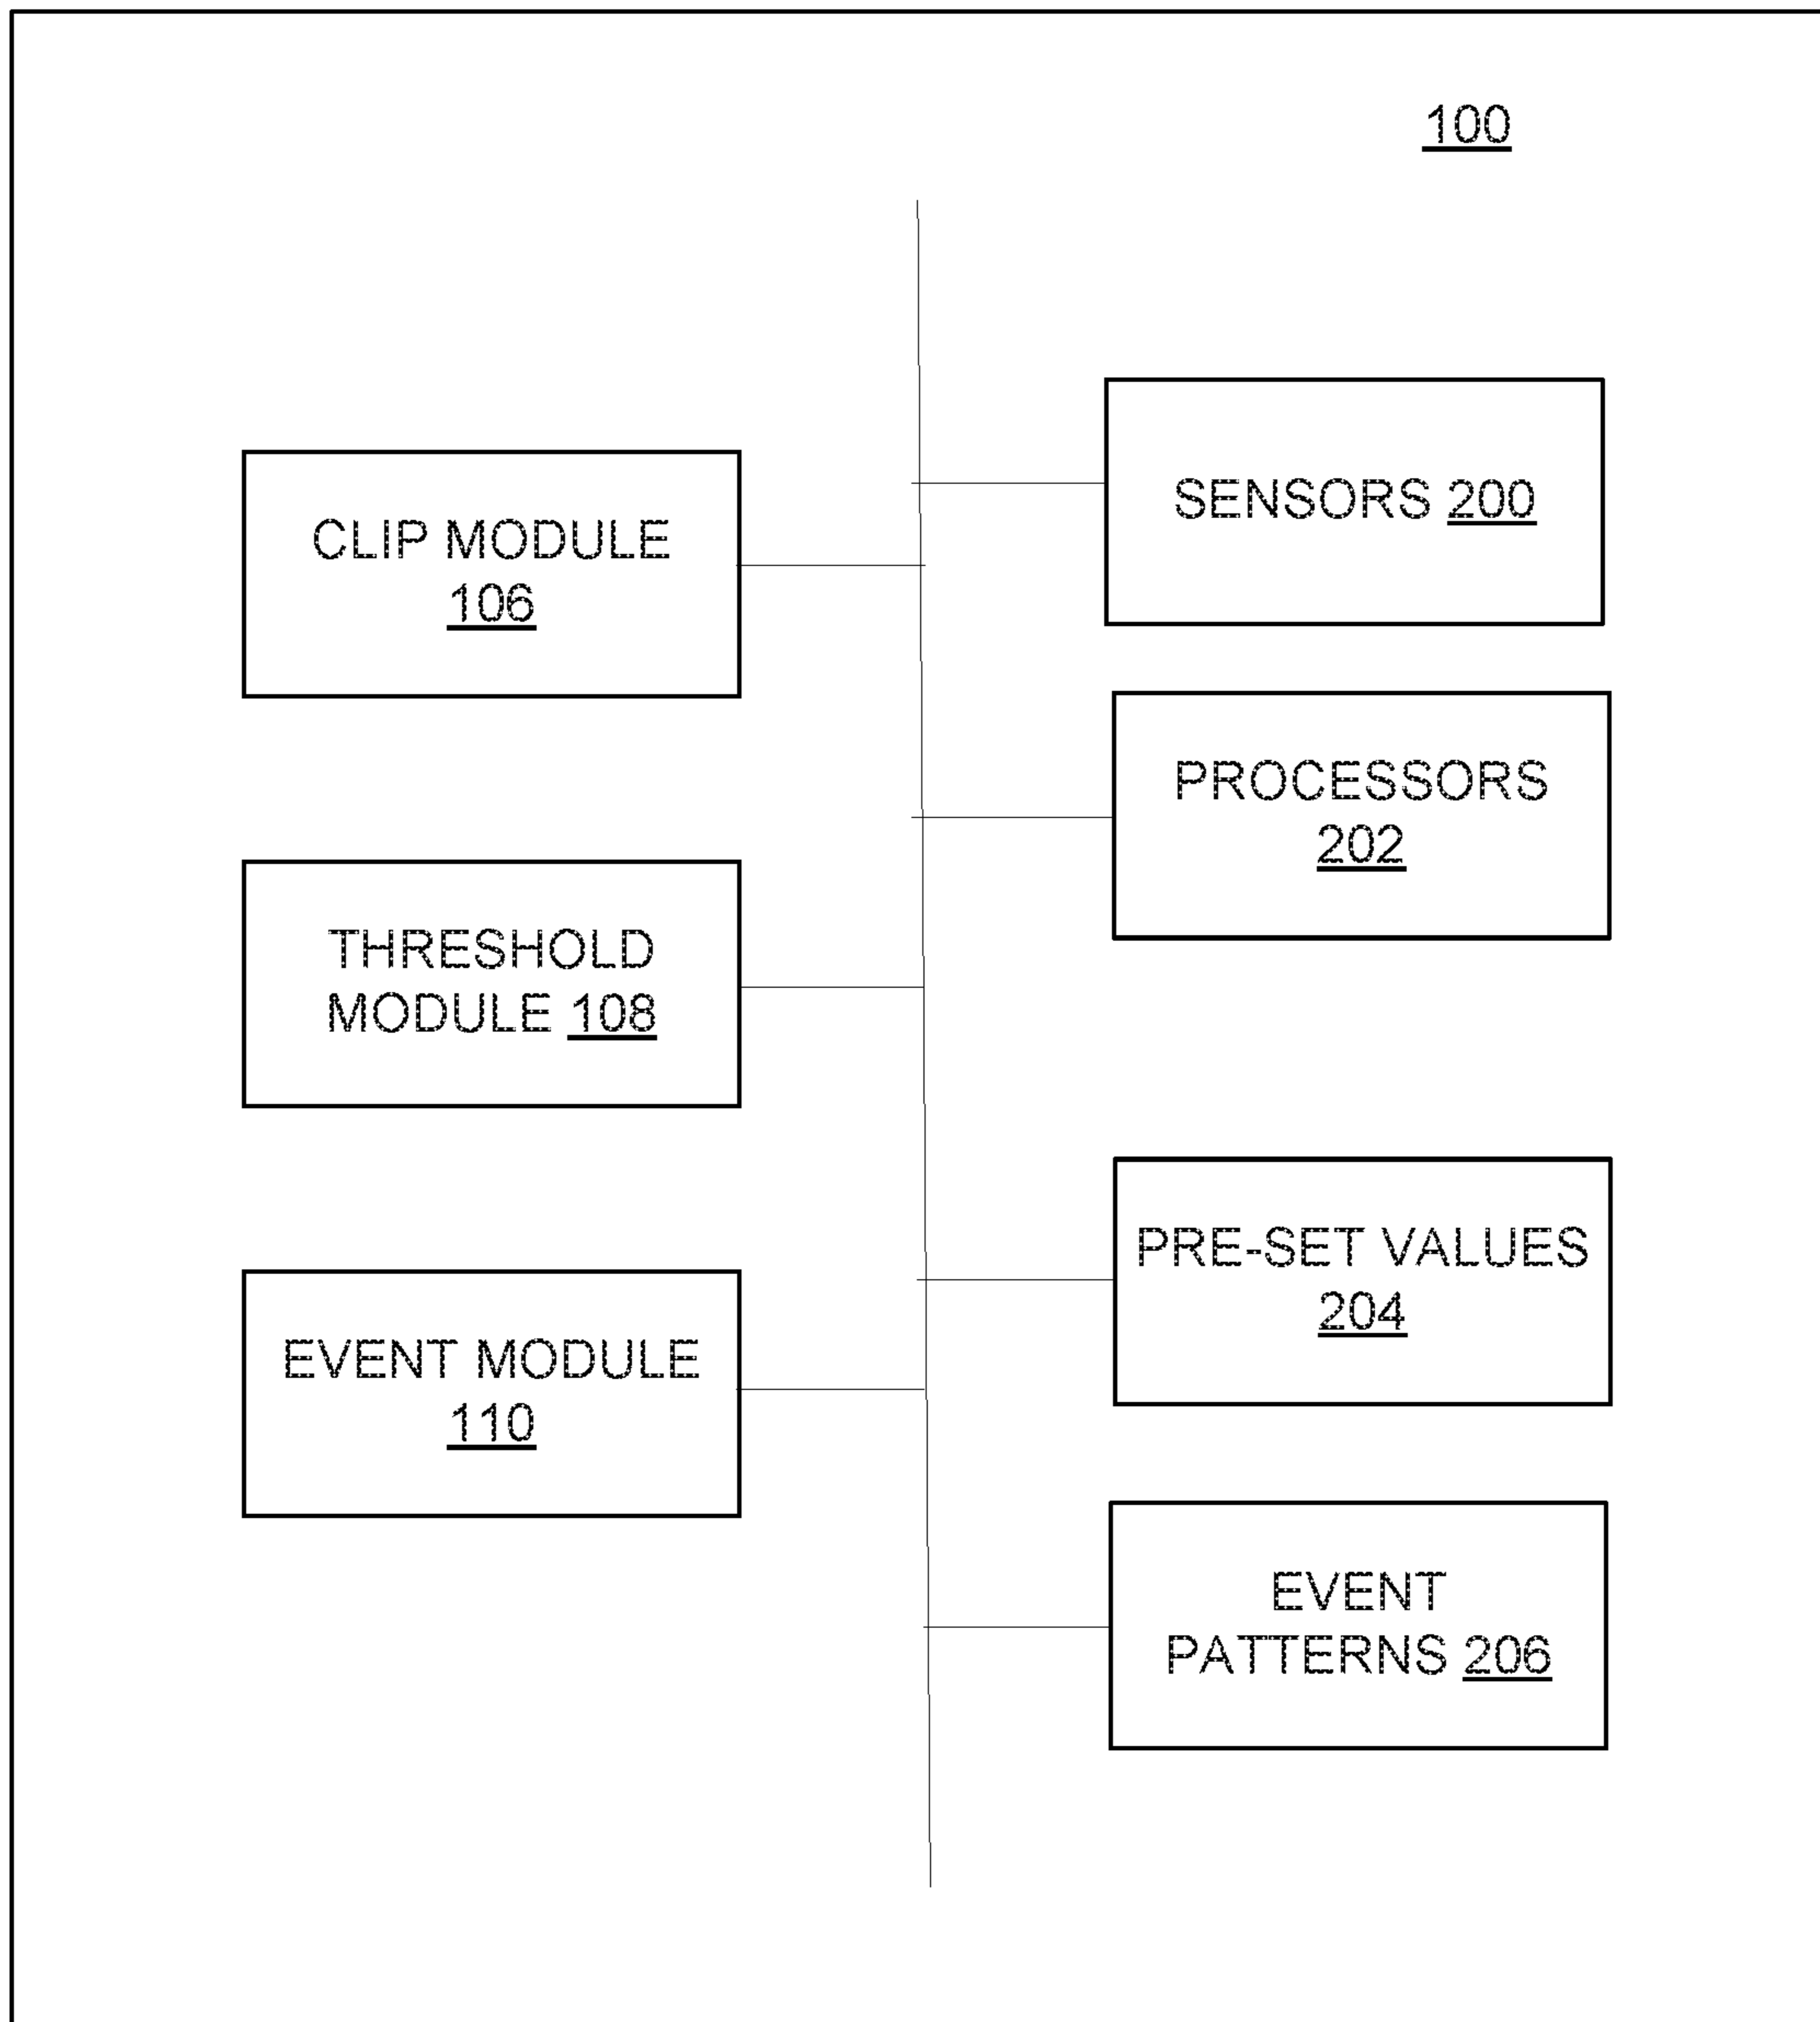 100
CLIP MODULE
106
THRESHOLD
MODULE 108
EVENT MODULE
110
SENSORS 200
PROCESSORS
202
PRE-SET VALUES
204
EVENT
PATTERNS 206